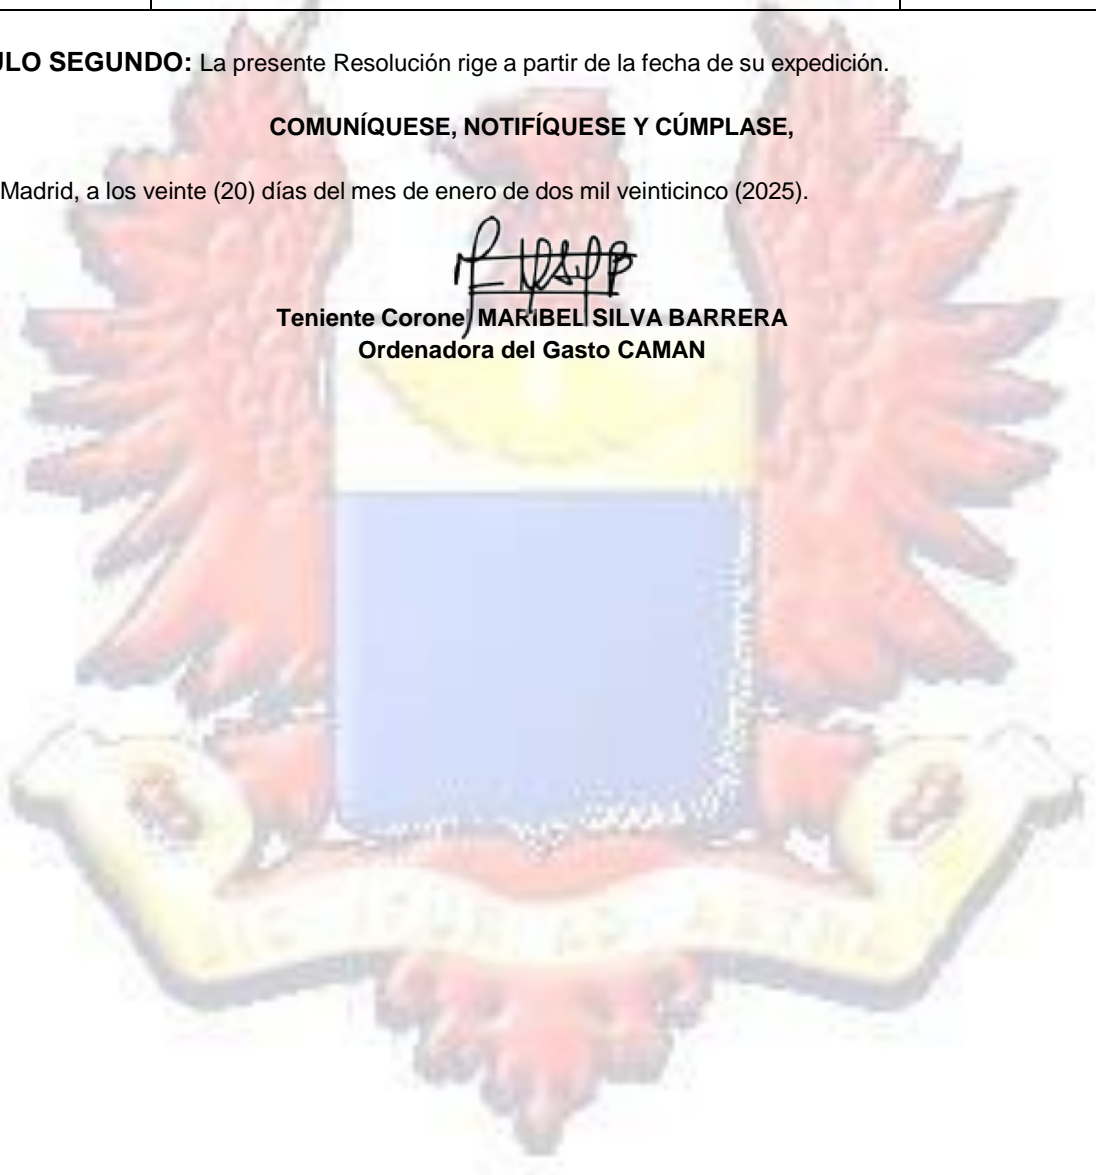 ULO SEGUNDO: La presente Resolución rige a partir de la fecha de su expedición.
COMUNÍQUESE, NOTIFÍQUESE Y CÚMPLASE,
Madrid, a los veinte (20) días del mes de enero de dos mil veinticinco (2025).
Teniente Coronel MARIBEL SILVA BARRERA
Ordenadora del Gasto CAMAN